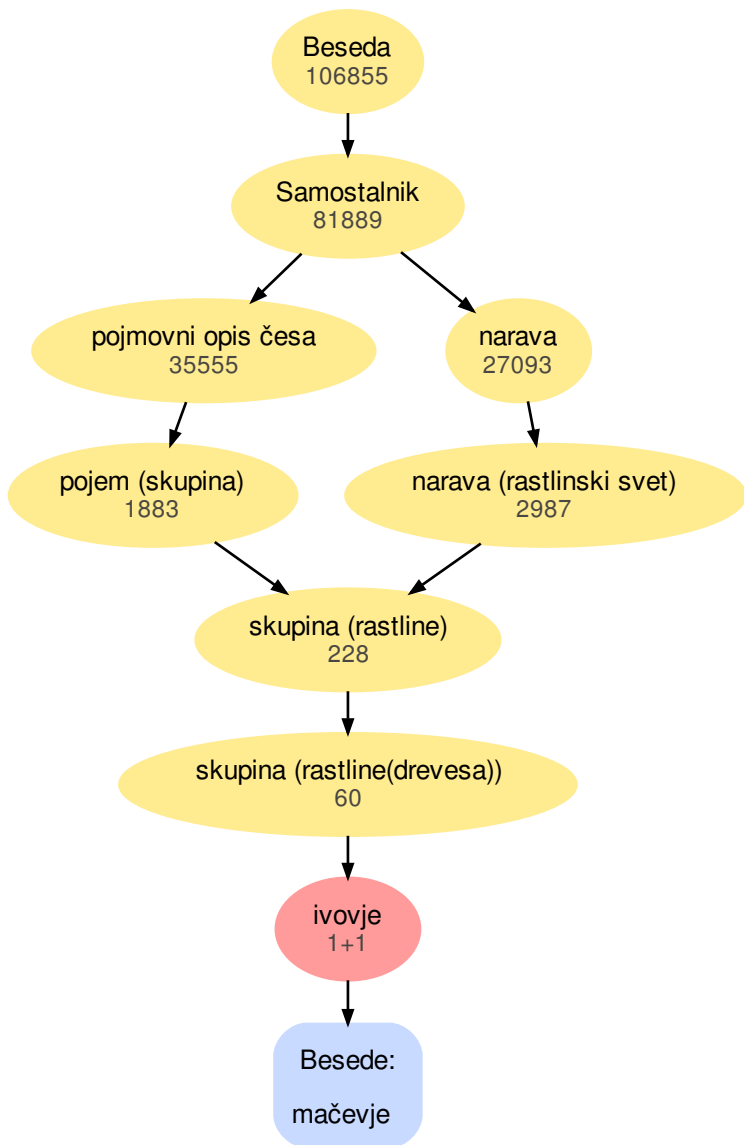 Beseda
106855
Samostalnik
81889
pojmovni opis česa
35555
narava
27093
pojem (skupina)
1883
narava (rastlinski svet)
2987
skupina (rastline)
228
skupina (rastline(drevesa))
60
ivovje
1+1
Besede:
mačevje